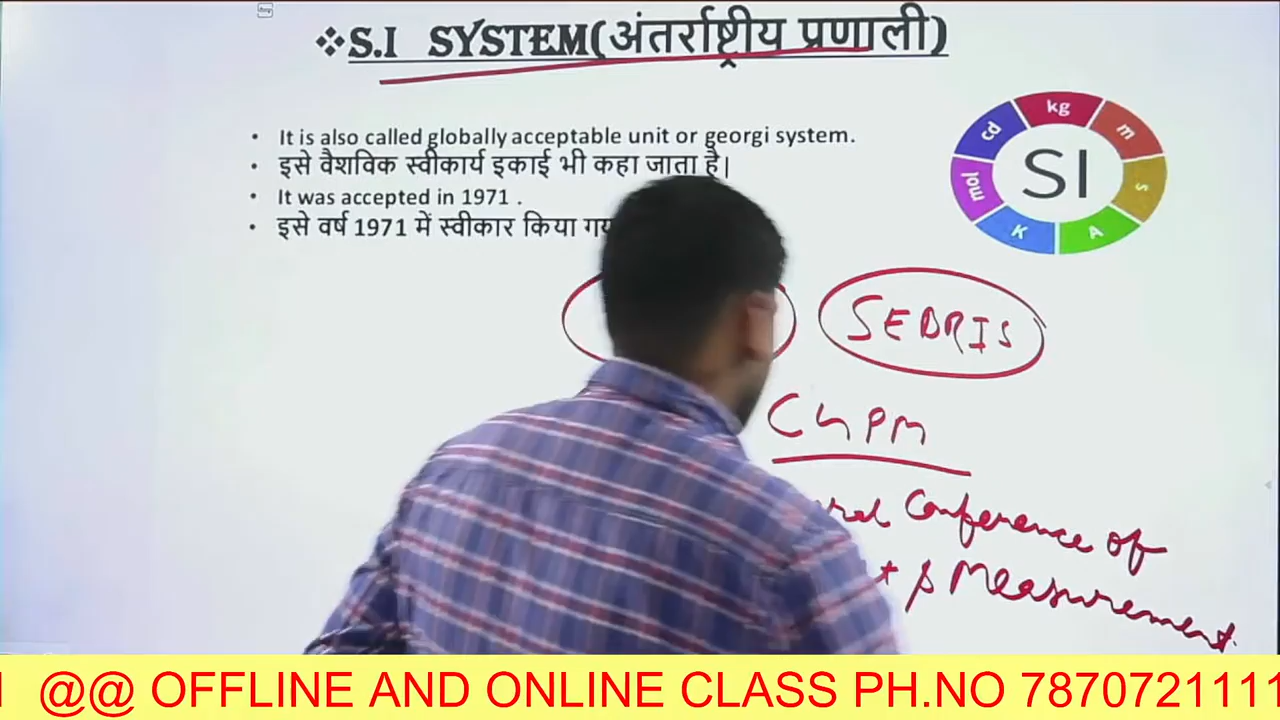 ❖S.I SYSTEM(अंतर्राष्ट्रीय प्रणाली)
• It is also called globally acceptable unit or georgi system.
• इसे वैशविक स्वीकार्य इकाई भी कहा जाता है।
• It was accepted in 1971 .
• इसे वर्ष 1971 में स्वीकार किया
kg
m
s
A
K
mol
cd
SI
SEBRIS
CHPM
Conference of
Measurement
@@ OFFLINE AND ONLINE CLASS PH.NO 7870721111